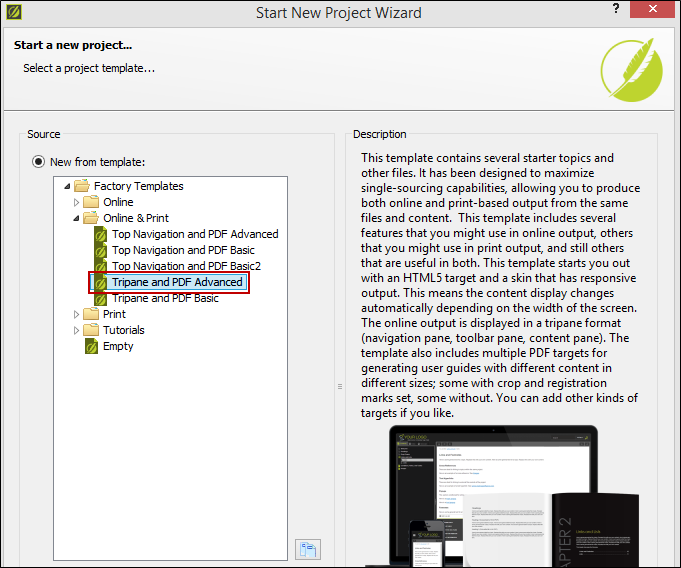 Start New Project Wizard
?
Start a new project...
Select a project template...
Source
New from template:
Factory Templates
Online
Online & Print
Top Navigation and PDF Advanced
Top Navigation and PDF Basic
Top Navigation and PDF Basic2
Tripane and PDF Advanced
Tripane and PDF Basic
Print
Tutorials
Empty
Description
This template contains several starter topics and
other files. It has been designed to maximize
single-sourcing capabilities, allowing you to produce
both online and print-based output from the same
files and content.  This template includes several
features that you might use in online output, others
that you might use in print output, and still others
that are useful in both. This template starts you out
with an HTML5 target and a skin that has responsive
output. This means the content display changes
automatically depending on the width of the screen.
The online output is displayed in a tripane format
(navigation pane, toolbar pane, content pane). The
template also includes multiple PDF targets for
generating user guides with different content in
different sizes; some with crop and registration
marks set, some without. You can add other kinds of
targets if you like.
YOUR LOGO
CHAPTER 2